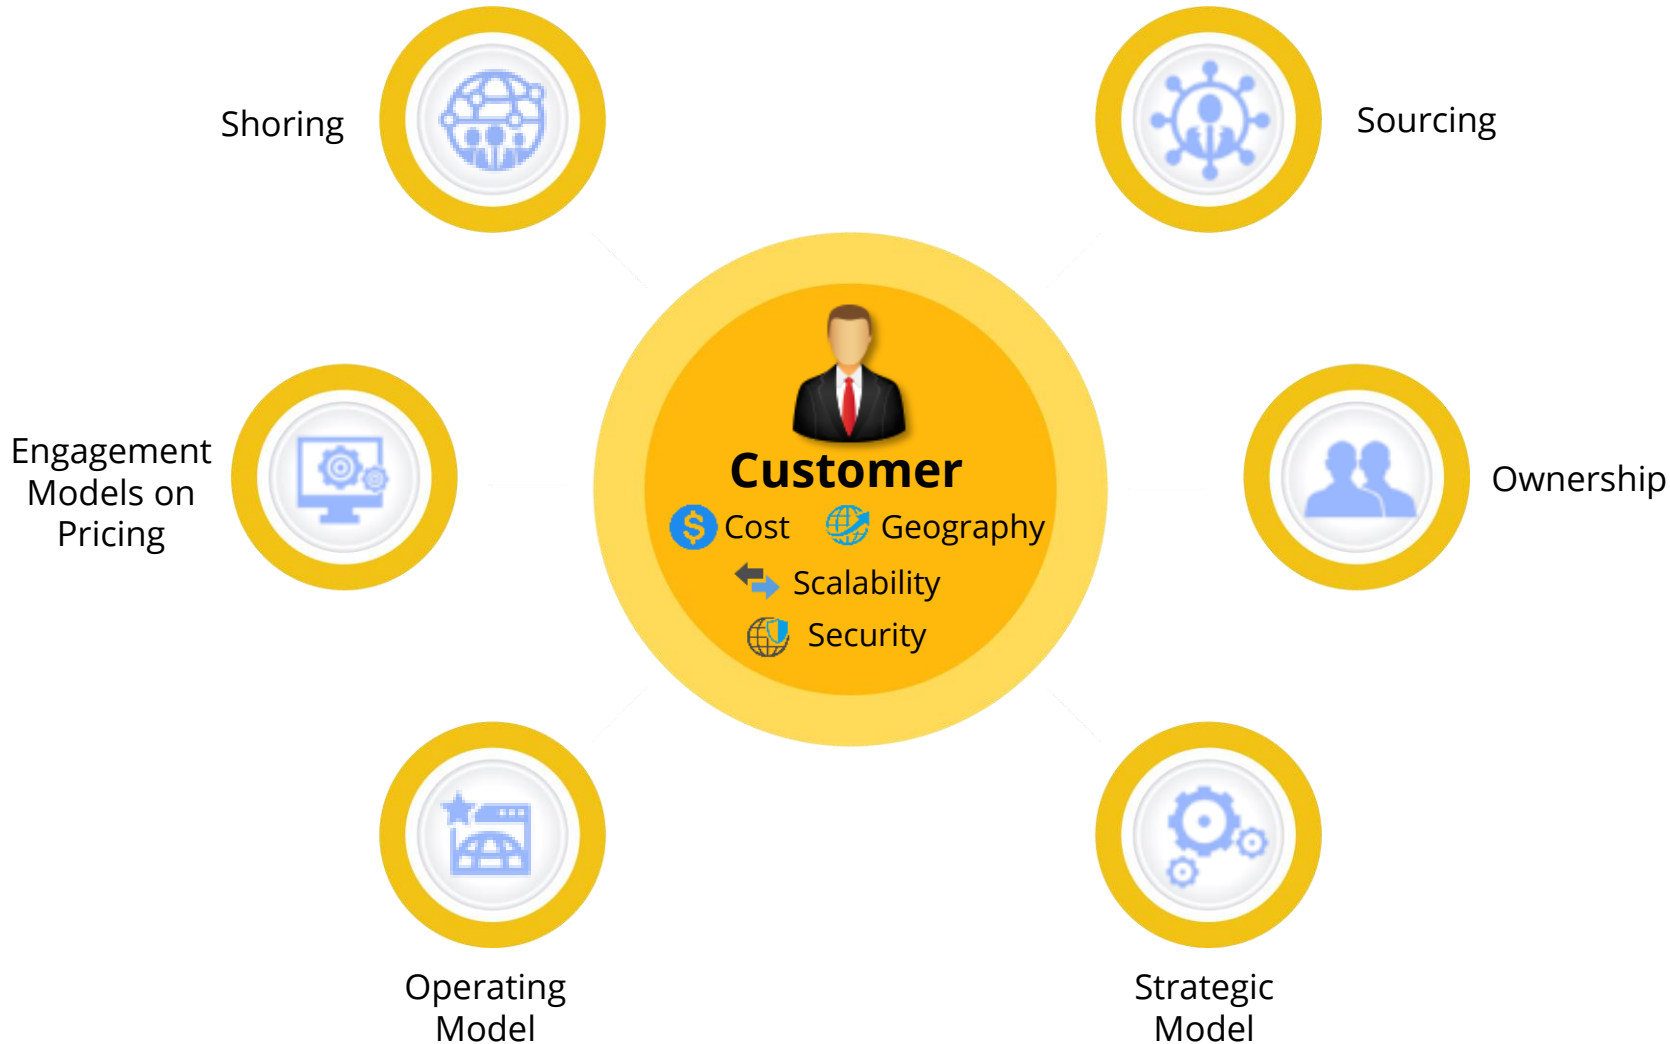 Shoring
Sourcing
Engagement
Models on
Pricing
Customer
Cost
Geography
Scalability
Security
Ownership
Operating
Model
Strategic
Model